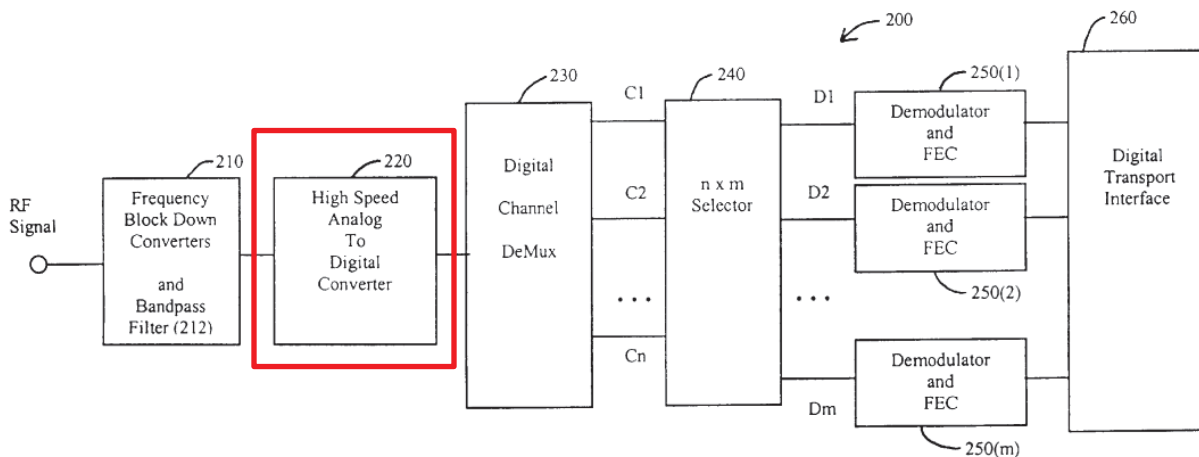 200
260
230
240
250(1)
C1
D1
Demodulator
and
FEC
210
220
RF
Signal
Frequency
Block Down
Converters
and
Bandpass
Filter (212)
High Speed
Analog
To
Digital
Converter
Digital
Channel
DeMux
C2
n x m
Selector
D2
Demodulator
and
FEC
Digital
Transport
Interface
250(2)
• • •
• • •
Cn
Dm
Demodulator
and
FEC
250(m)